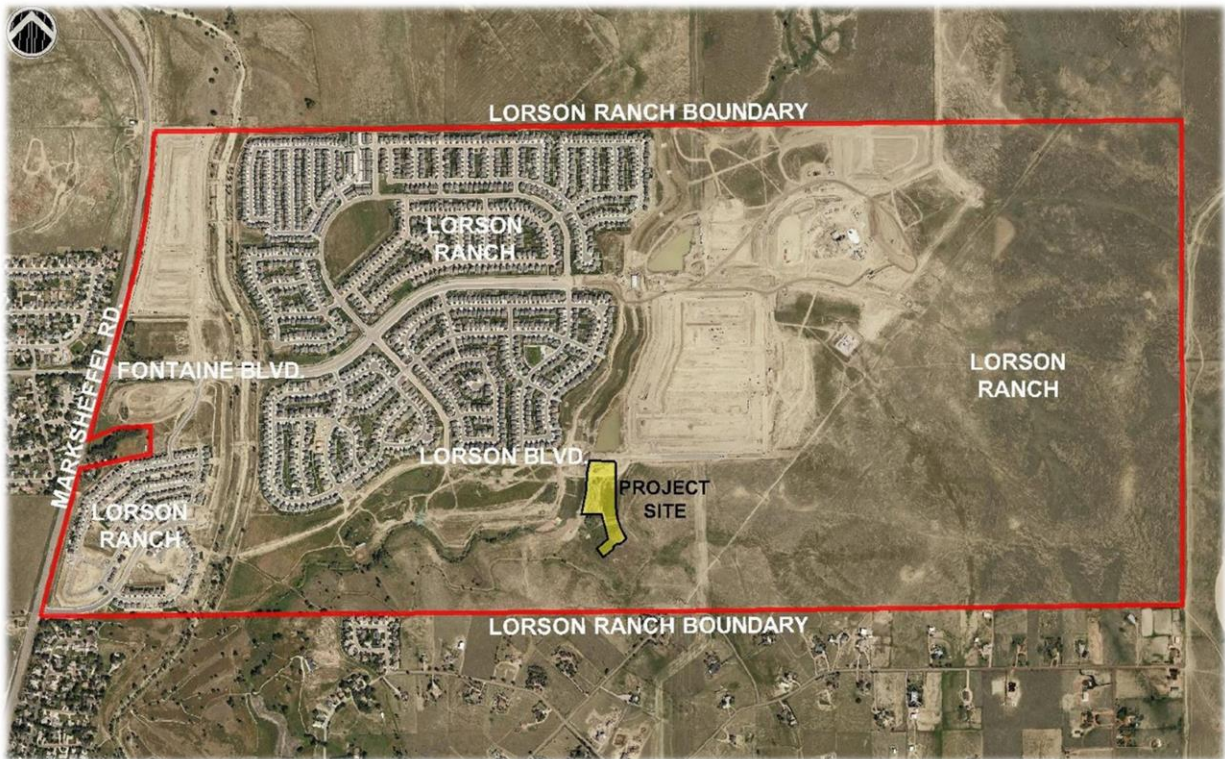 LORSON RANCH BOUNDARY
LORSON
RANCH
MARKSHEFFEL RD.
FONTAINE BLVD.
LORSON
RANCH
LORSON BLVD.
PROJECT
SITE
LORSON
RANCH
LORSON RANCH BOUNDARY